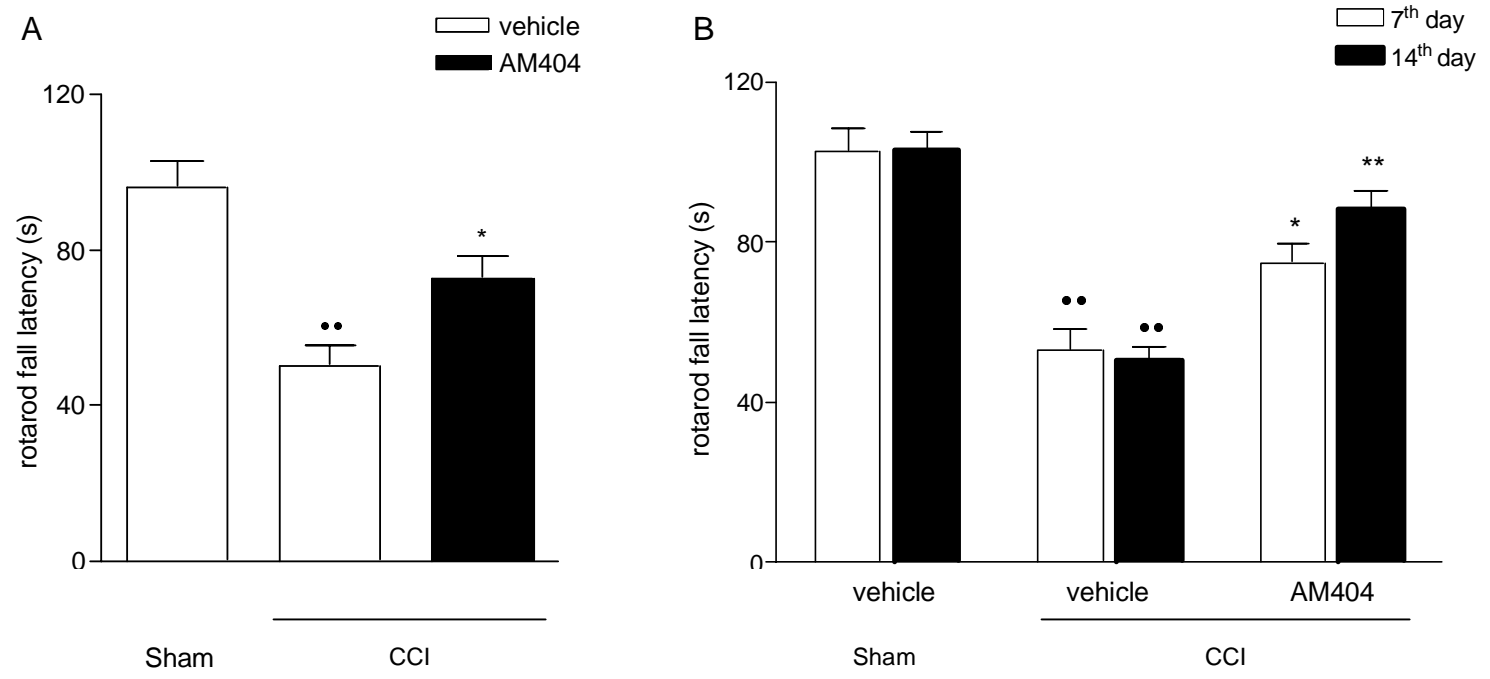 A
vehicle
AM404
rotarod fall latency (s)
120
80
40
0
••
*
Sham
CCI
B
7th day
14th day
rotarod fall latency (s)
120
80
40
0
••
••
*
**
vehicle
vehicle
AM404
Sham
CCI